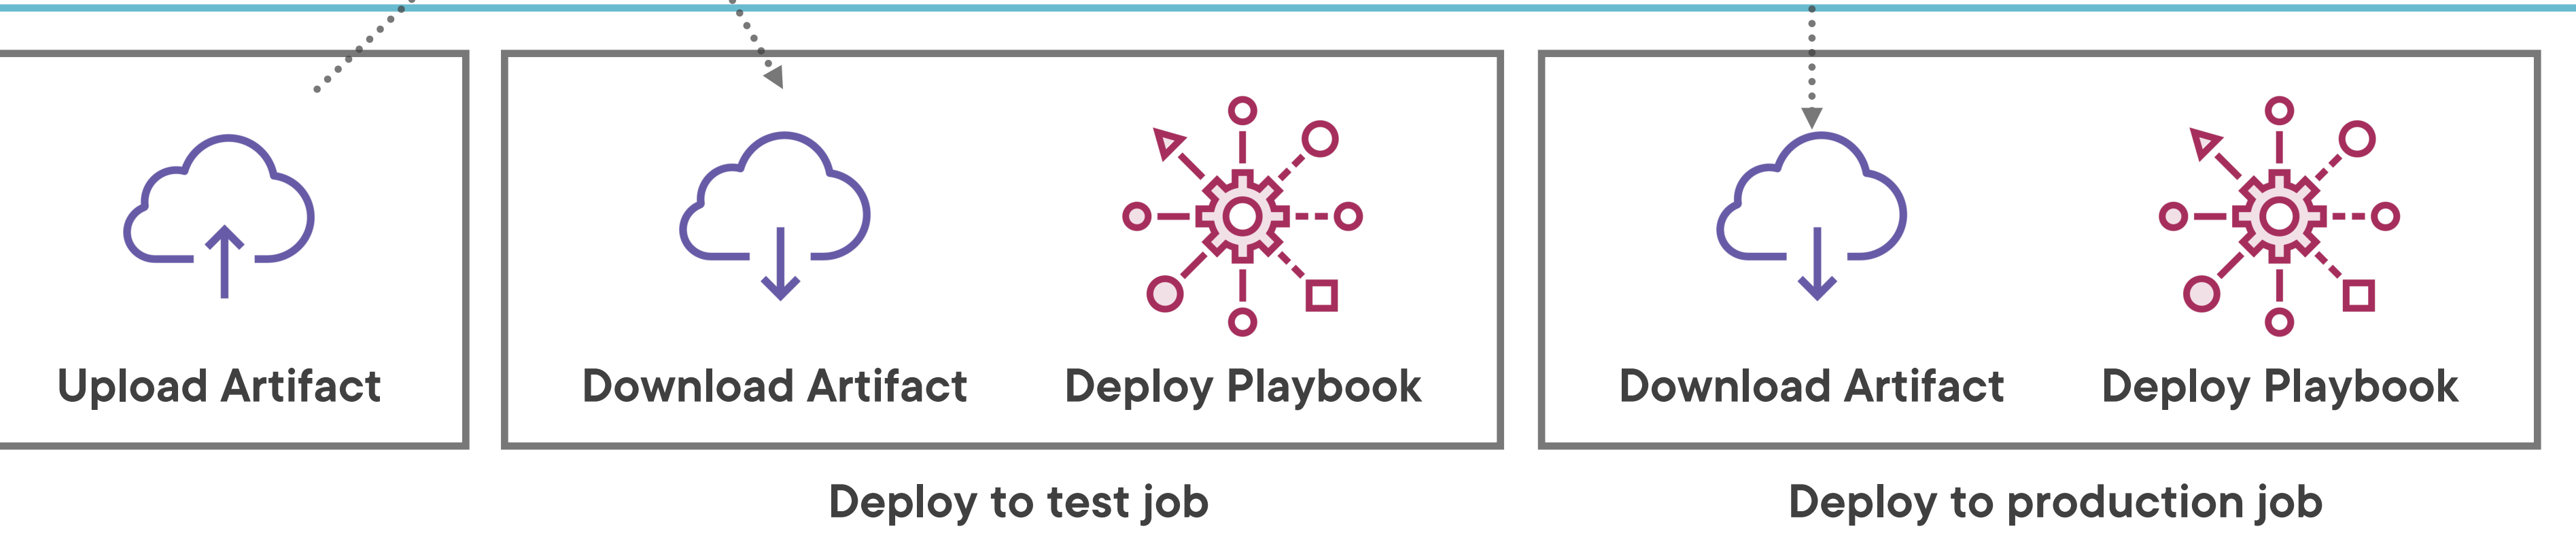 Upload Artifact
Download Artifact
Deploy Playbook
Download Artifact
Deploy Playbook
Deploy to test job
Deploy to production job